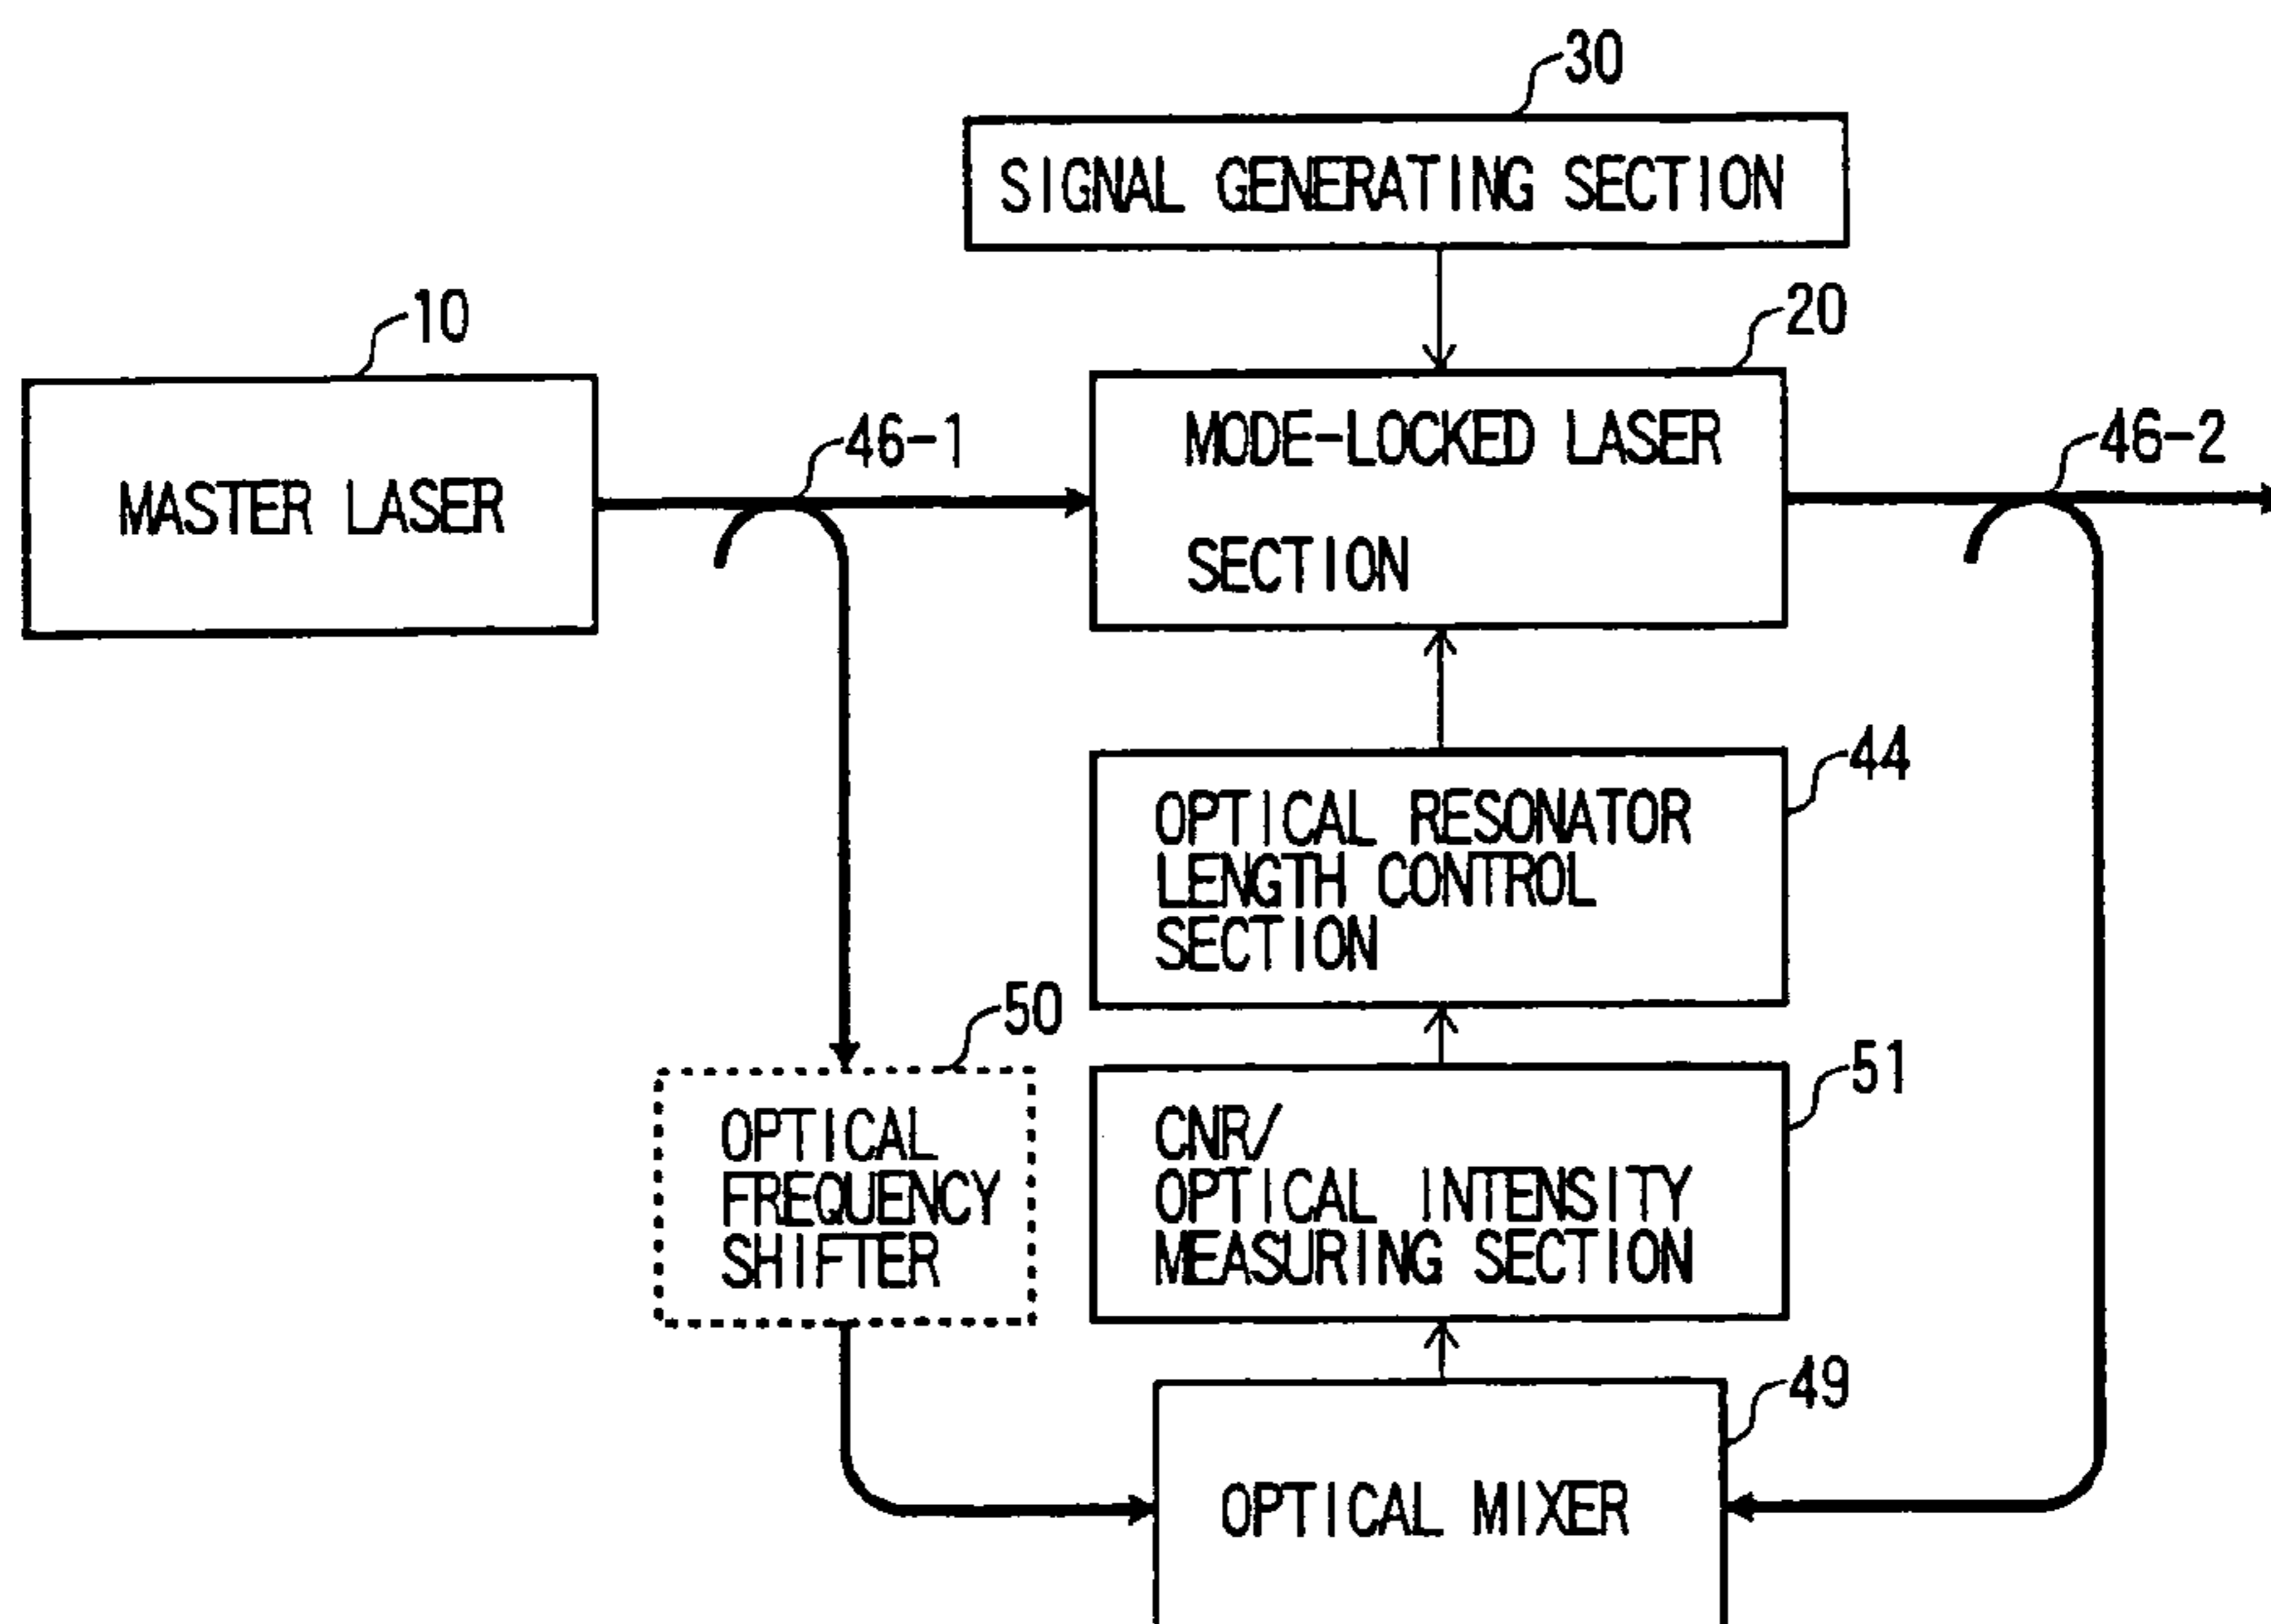 30
SIGNAL GENERATING SECTION
10
20
MASTER LASER
46-1
MODE-LOCKED LASER
SECTION
46-2
44
OPTICAL RESONATOR
LENGTH CONTROL
SECTION
50
OPTICAL
FREQUENCY
SHIFTER
51
CNR/
OPTICAL INTENSITY
MEASURING SECTION
49
OPTICAL MIXER